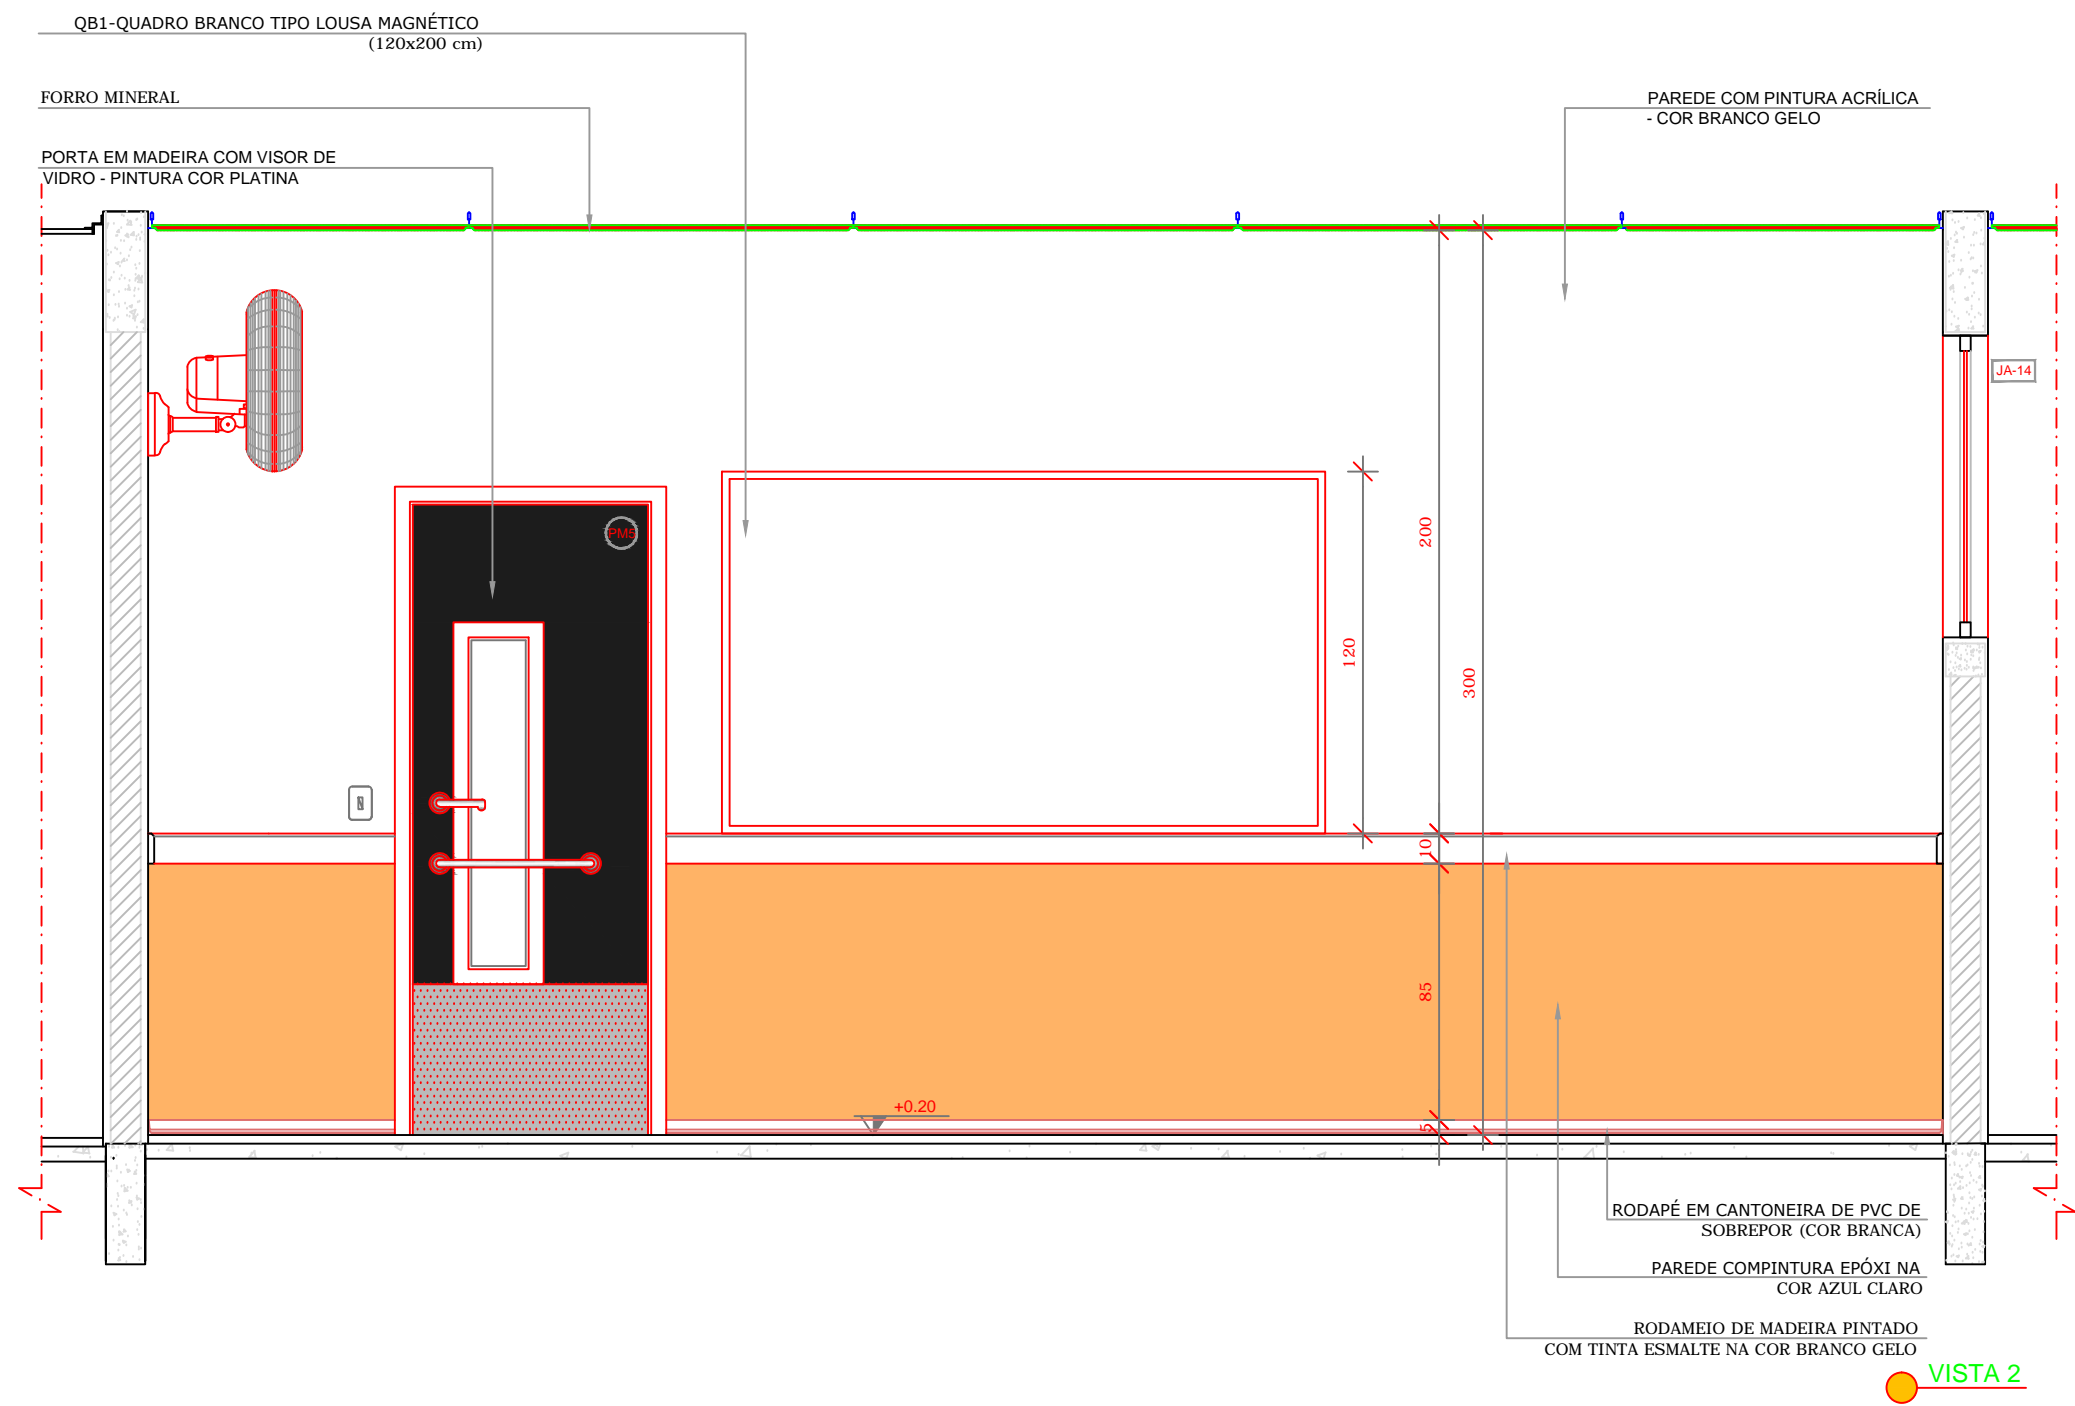 QB1-QUADRO BRANCO TIPO LOUSA MAGNÉTICO
(120x200 cm)
FORRO MINERAL
PAREDE COM PINTURA ACRÍLICA
- COR BRANCO GELO
PORTA EM MADEIRA COM VISOR DE
VIDRO - PINTURA COR PLATINA
JA-14
PM5
200
120
300
10
85
+0.20
5
RODAPÉ EM CANTONEIRA DE PVC DE
SOBREPOR (COR BRANCA)
PAREDE COMPINTURA EPÓXI NA
COR AZUL CLARO
RODAMEIO DE MADEIRA PINTADO
COM TINTA ESMALTE NA COR BRANCO GELO
VISTA 2